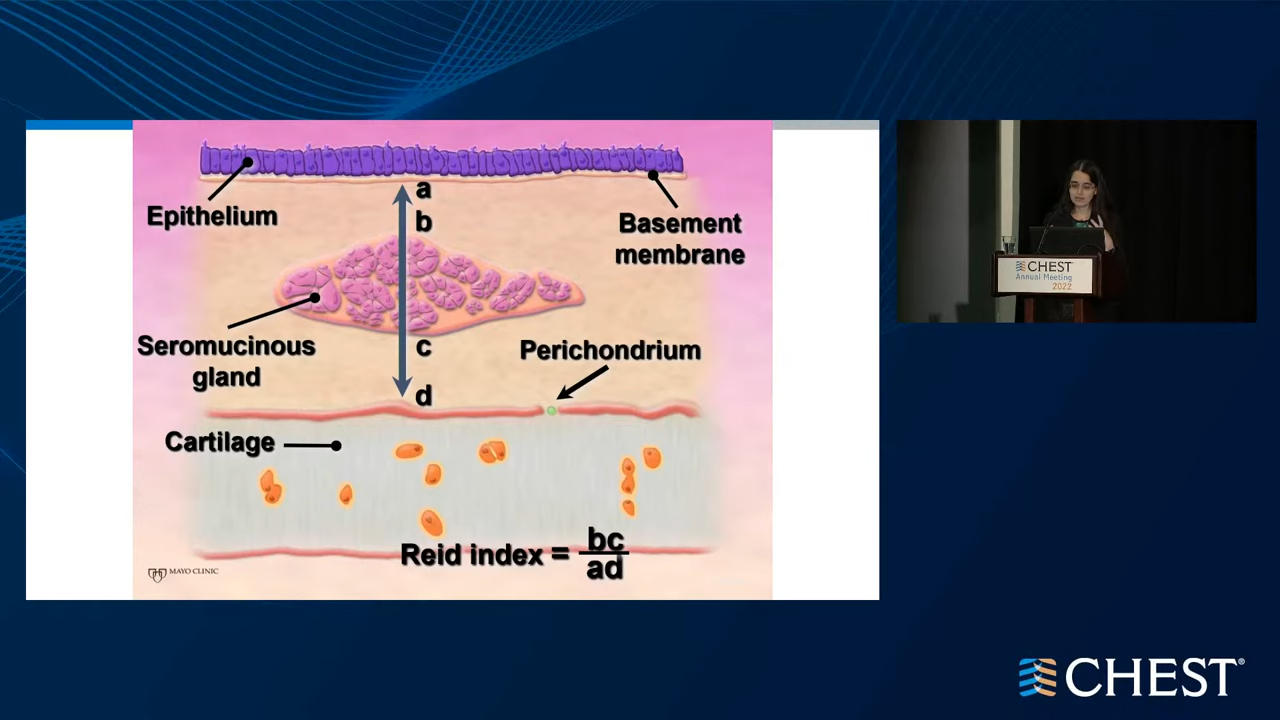 Epithelium
a
b
Basement
membrane
Seromucinous
gland
c
Perichondrium
d
Cartilage
Reid index = bc
ad
MAYO CLINIC
CHEST
Annual Meeting
2022
CHEST®